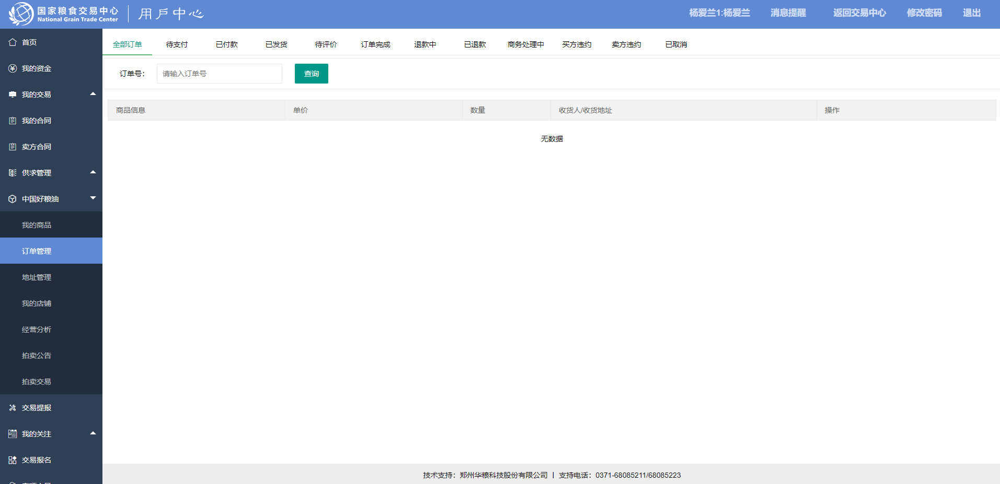 国家粮食交易中心
National Grain Trade Center
用户中心
杨爱兰1:杨爱兰 消息提醒 返回交易中心 修改密码 退出
首页
我的资金
我的交易
我的合同
卖方合同
供求管理
中国好粮油
我的商品
订单管理
地址管理
我的店铺
经营分析
拍卖公告
拍卖交易
交易提报
我的关注
交易报名
全部订单 待支付 已付款 已发货 待评价 订单完成 退款中 已退款 商务处理中 买方违约 卖方违约 已取消
订单号： 请输入订单号 查询
商品信息 单价 数量 收货人/收货地址 操作
无数据
技术支持：郑州华粮科技股份有限公司 | 支持电话：0371-68085211/68085223